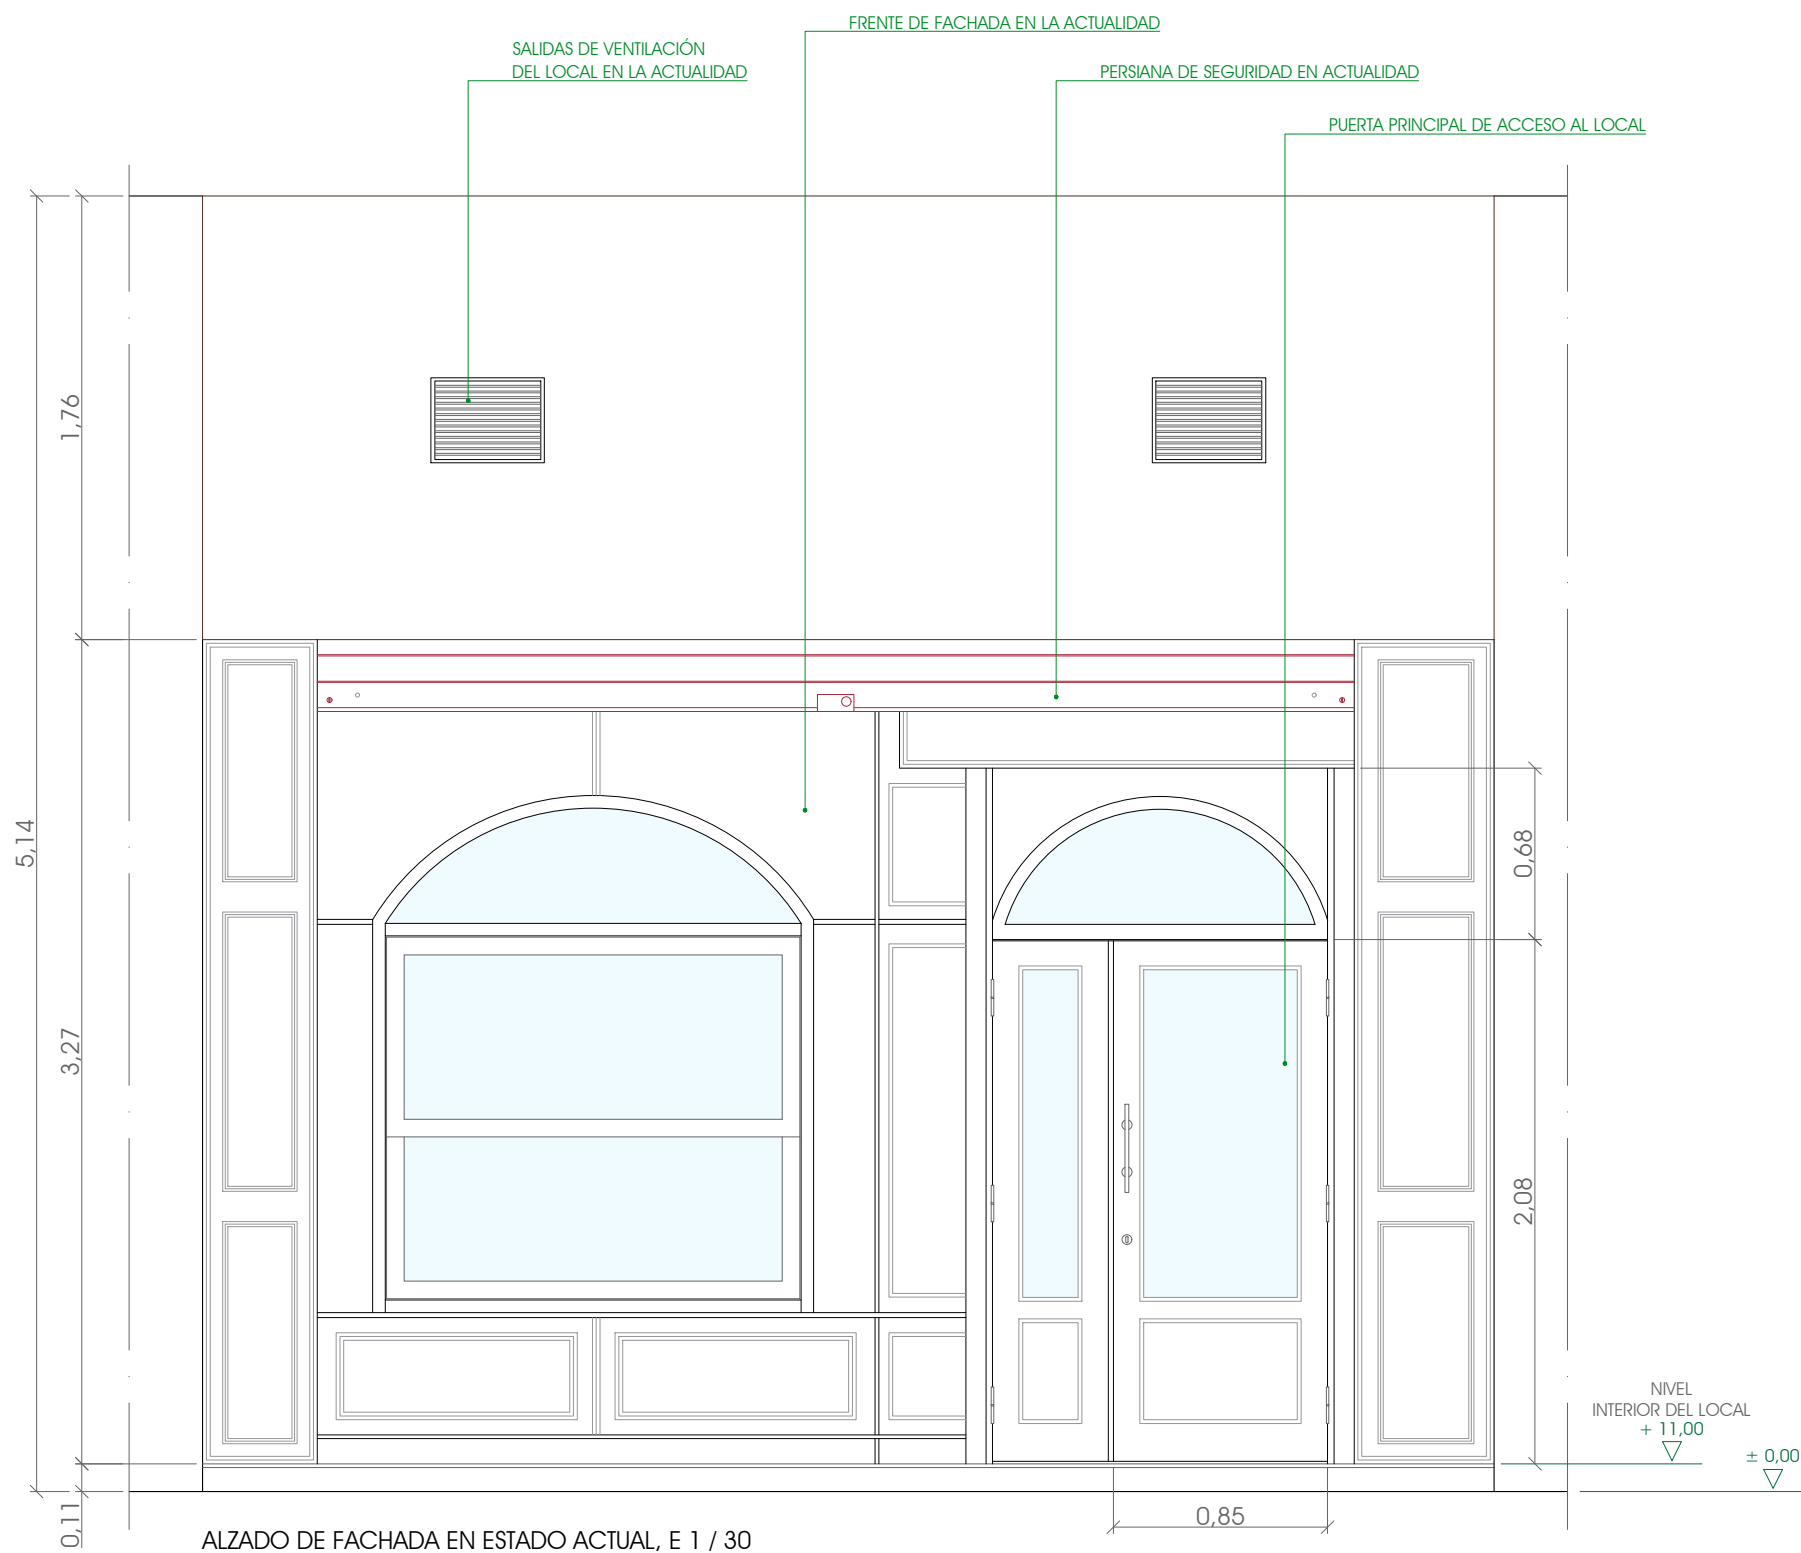 FRENTE DE FACHADA EN LA ACTUALIDAD
SALIDAS DE VENTILACIÓN
DEL LOCAL EN LA ACTUALIDAD
PERSIANA DE SEGURIDAD EN ACTUALIDAD
PUERTA PRINCIPAL DE ACCESO AL LOCAL
1,76
5,14
0,68
3,27
2,08
NIVEL
INTERIOR DEL LOCAL
+ 11,00
± 0,00
0,11
0,85
ALZADO DE FACHADA EN ESTADO ACTUAL, E 1 / 30